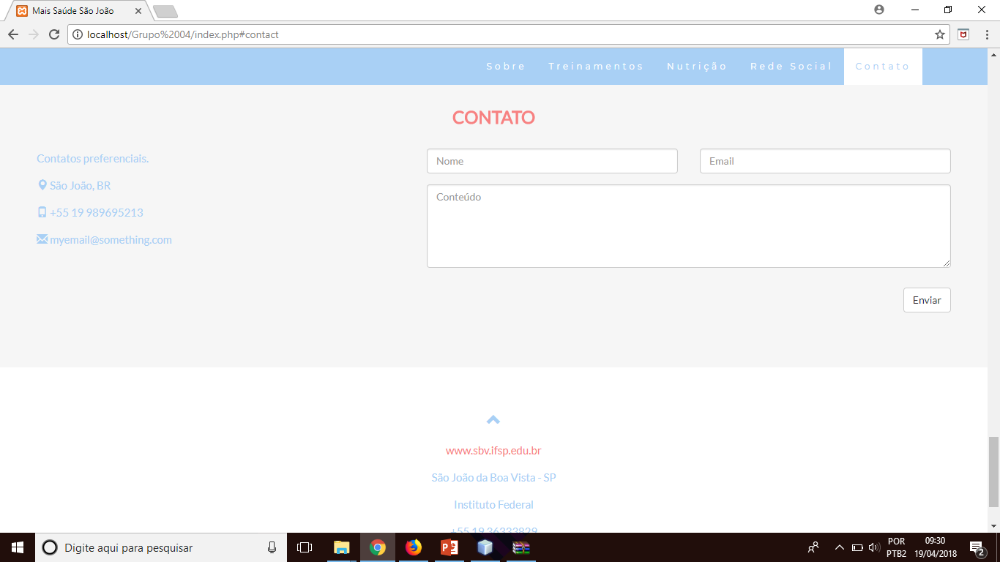 Mais Saúde São João
localhost/Grupo%2004/index.php#contact
Sobre Treinamentos Nutrição Rede Social Contato
CONTATO
Contatos preferenciais.
São João, BR
+55 19 989695213
myemail@something.com
Nome
Email
Conteúdo
Enviar
www.sbv.ifsp.edu.br
São João da Boa Vista - SP
Instituto Federal
+55 19 36333829
Digite aqui para pesquisar
POR
PTB2
09:30
19/04/2018
2